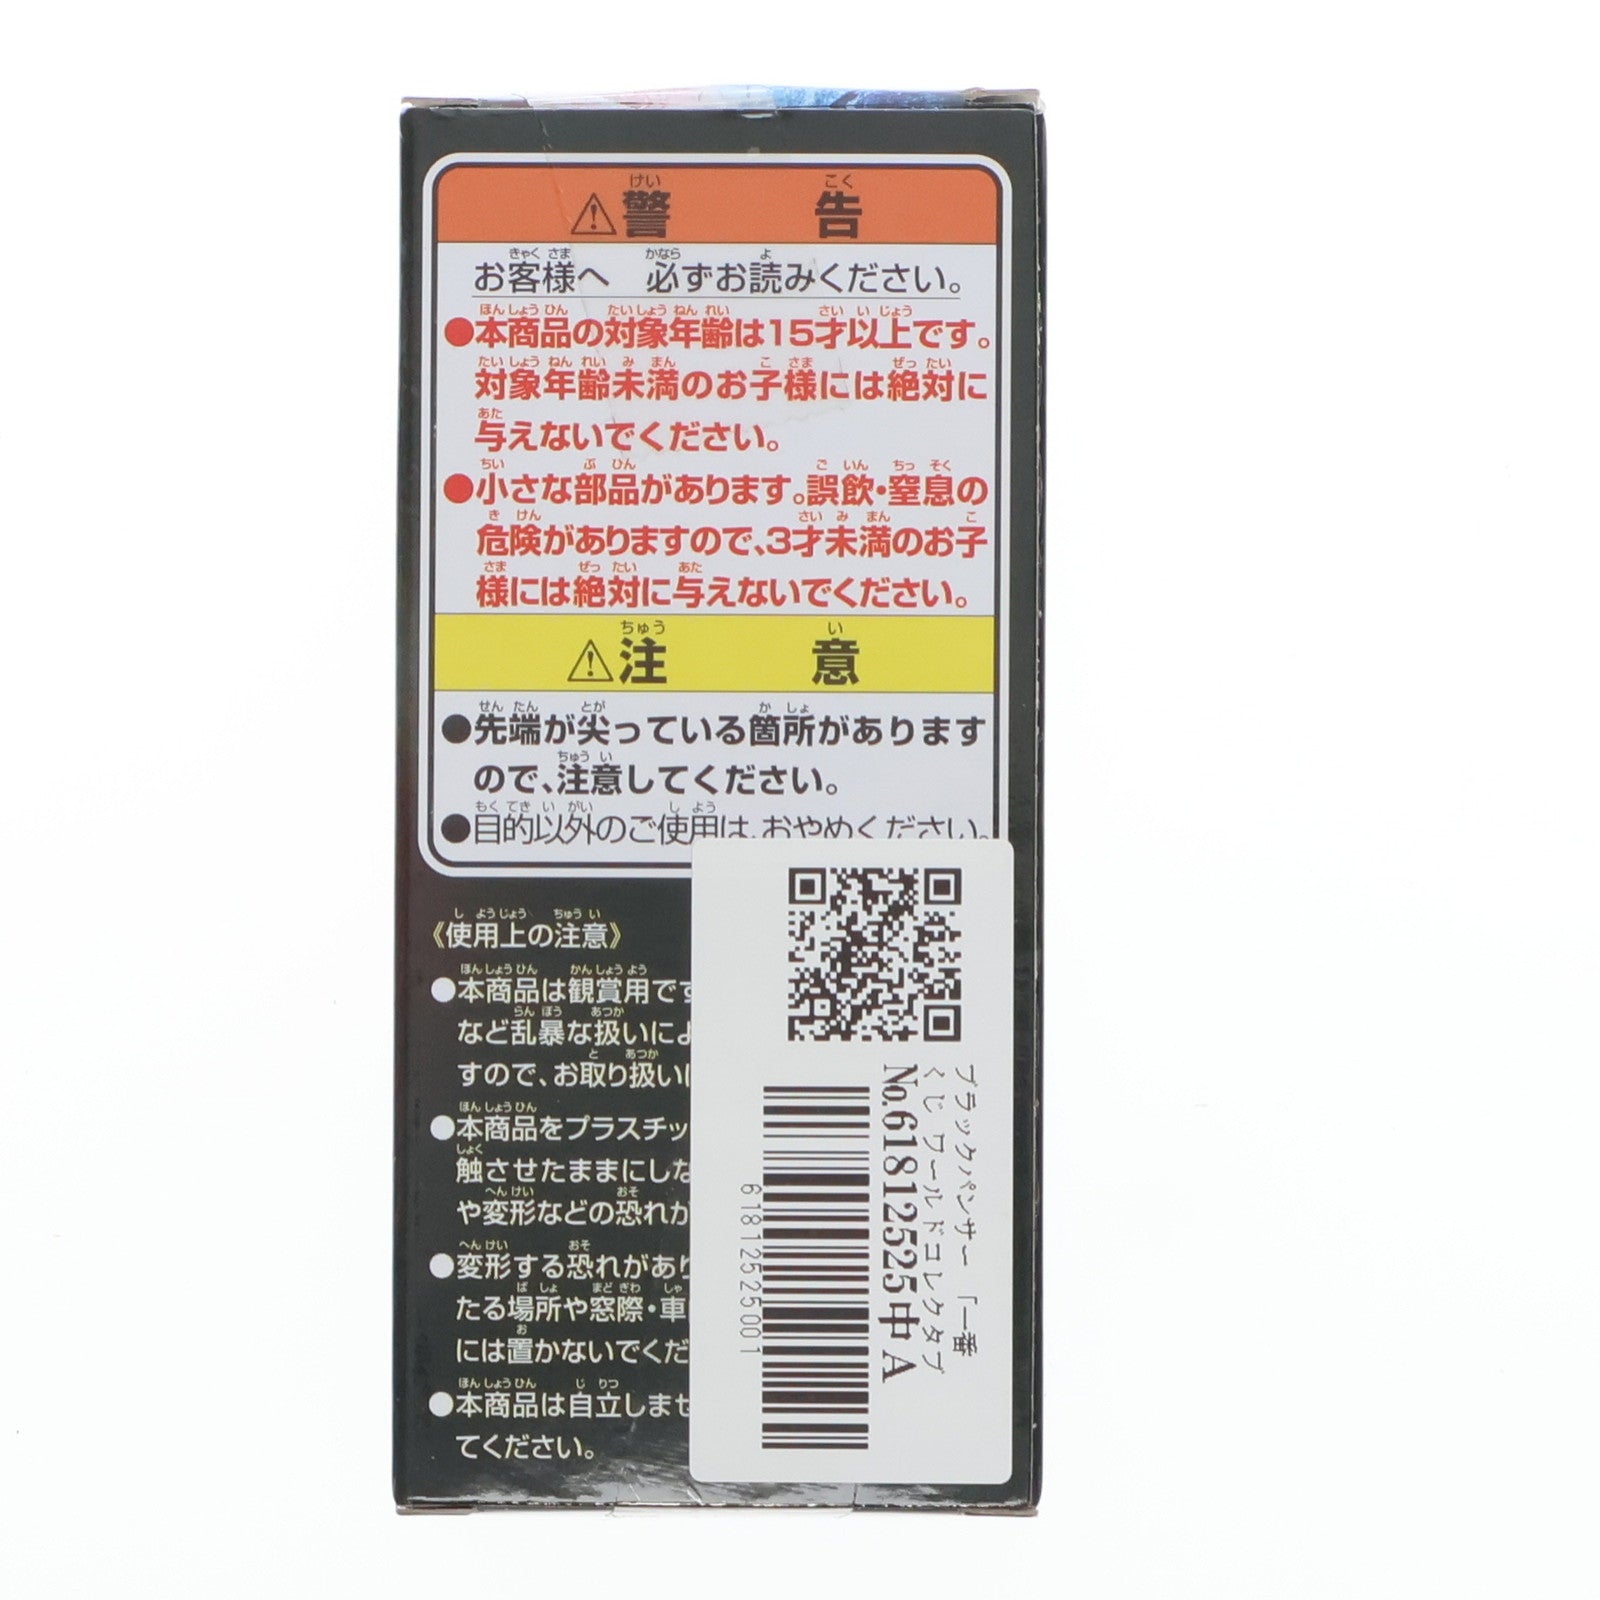 ⚠警告
お客様へ 必ずお読みください。
●本商品の対象年齢は15才以上です。
対象年齢未満のお子様には絶対に
与えないでください。
●小さな部品があります。誤飲・窒息の
危険がありますので、3才未満のお子
様には絶対に与えないでください。
⚠注意
●先端が尖っている箇所があります
ので、注意してください。
●目的以外のご使用は、おやめください。
《使用上の注意》
●本商品は観賞用です
など乱暴な扱いによ
すので、お取り扱いに
●本商品をプラスチッ
触させたままにしな
や変形などの恐れが
●変形する恐れがあり
たる場所や窓際・車
には置かないでくだ
●本商品は自立しませ
てください。
ブラックパンサー 「一番
くじ ワールドコレクタブ
No.61812525中A
6181252525001